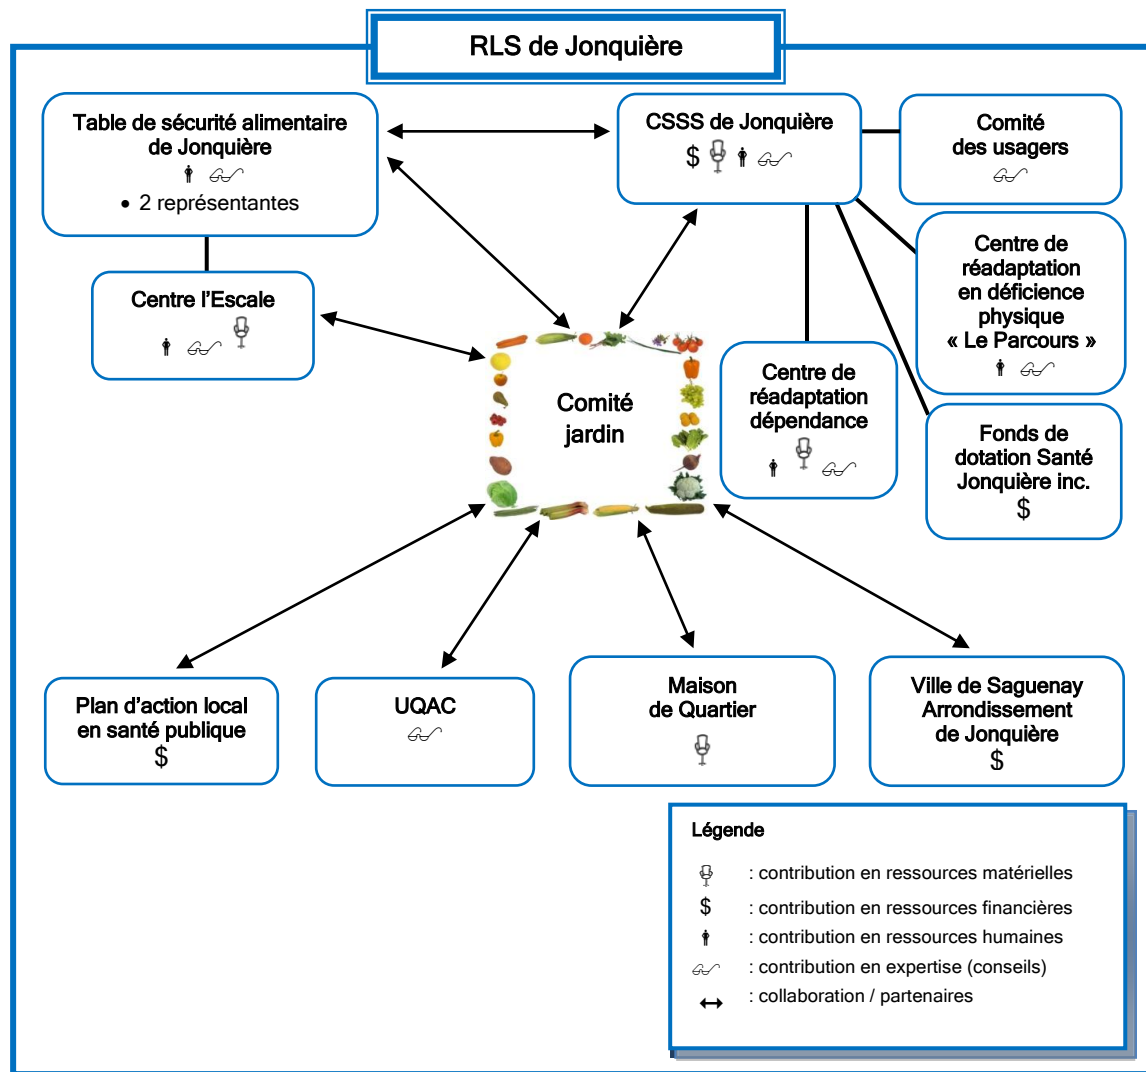 RLS de Jonquière
Table de sécurité alimentaire
de Jonquière
• 2 représentantes
CSSS de Jonquière
$
Comité
des usagers
Centre l'Escale
Centre de
réadaptation
en déficience
physique
« Le Parcours »
Comité
jardin
Centre de
réadaptation
dépendance
Fonds de
dotation Santé
Jonquière inc.
$
Plan d'action local
en santé publique
$
UQAC
Maison
de Quartier
Ville de Saguenay
Arrondissement
de Jonquière
$
Légende
: contribution en ressources matérielles
$ : contribution en ressources financières
: contribution en ressources humaines
: contribution en expertise (conseils)
: collaboration / partenaires